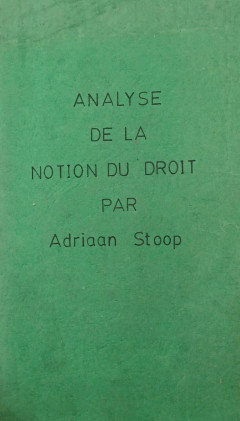 ANALYSE
DE LA
NOTION DU DROIT
PAR
Adriaan Stoop